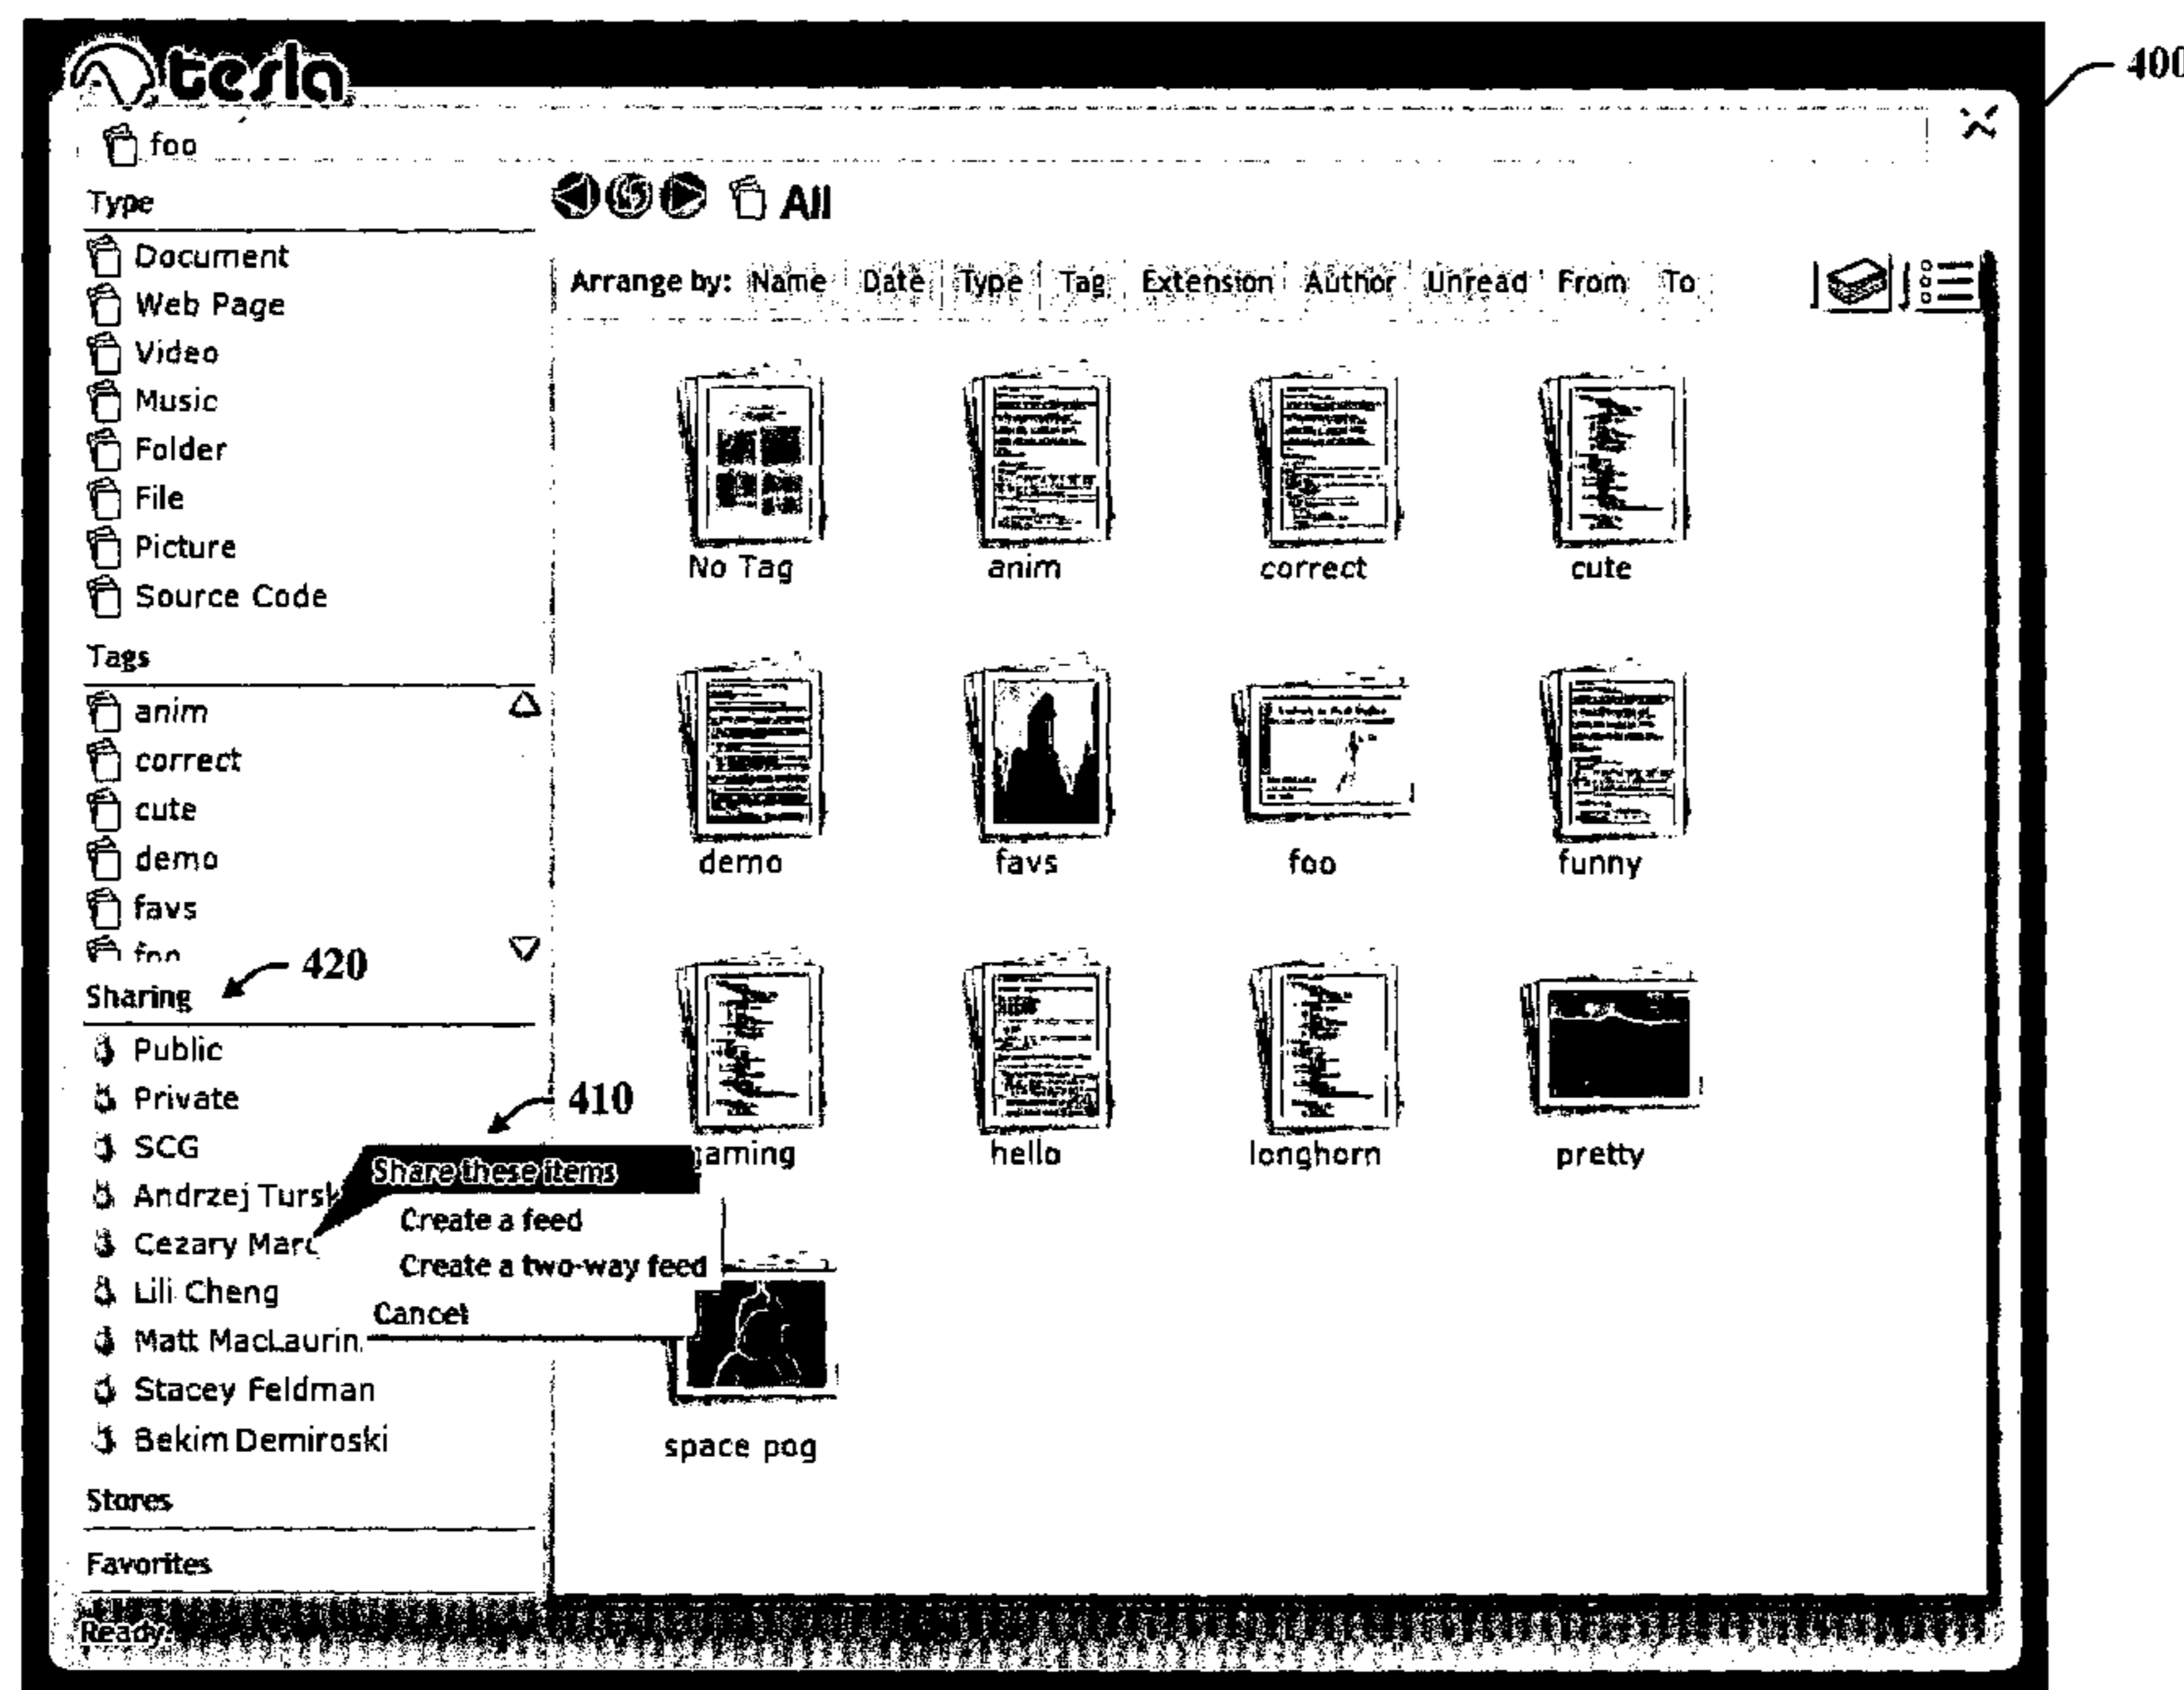 tesla
400
foo
Type
Document
Web Page
Video
Music
Folder
File
Picture
Source Code
Tags
anim
correct
cute
demo
favs
foo
420
Sharing
Public
Private
SCG
Andrzej
Cezary
Lili Cheng
Matt MacLaurin
Stacey Feldman
Bekim Demiroski
Stores
Favorites
Ready
All
Arrange by: Name Date Type Tag Extension Author Unread From To
No Tag anim correct cute
demo favs foo funny
410
gaming hello longhorn pretty
Share these items
Create a feed
Create a two-way feed
Cancel
space pog